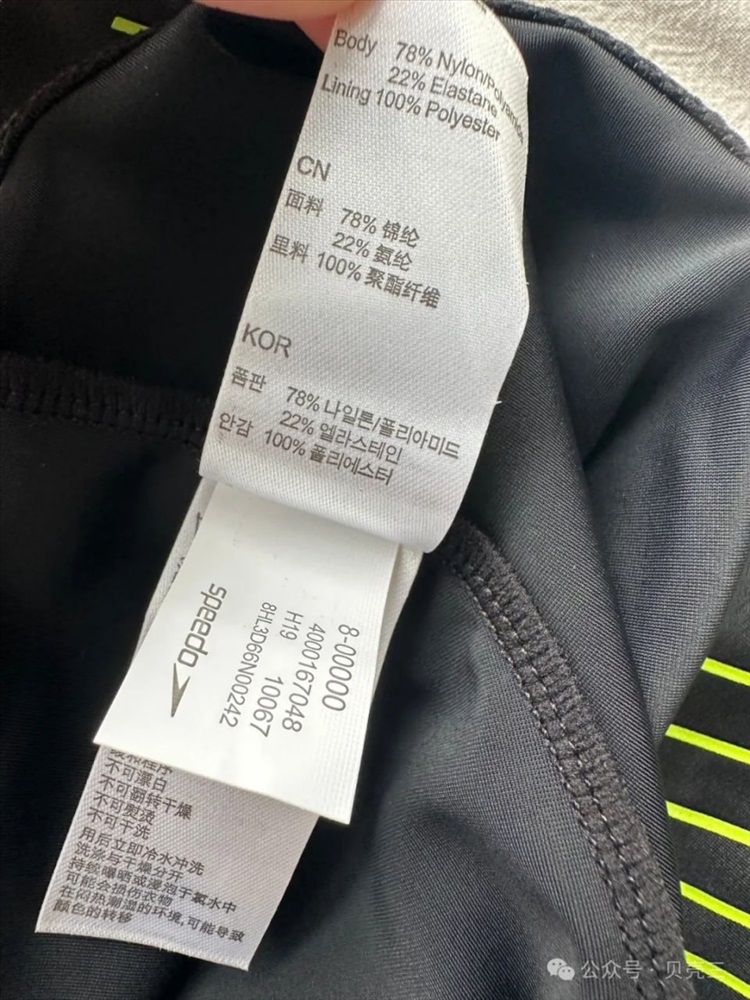 Body 78% Nylon/Polyamide
22% Elastane
Lining 100% Polyester
CN
面料 78% 锦纶
22% 氨纶
里料 100% 聚酯纤维
KOR
폼판 78% 나일론/폴리아미드
22% 엘라스테인
안감 100% 폴리에스터
speedo
8-00000
4000167048
H19 10067
8HL3D66N00242
不可漂白
不可翻转干燥
不可熨烫
不可干洗
用后立即冷水冲洗
洗涤与干燥分开
持续曝晒或浸泡于氯水中
可能会损伤衣物
在闷热潮湿的环境,可能导致
颜色的转移
公众号 · 贝壳三